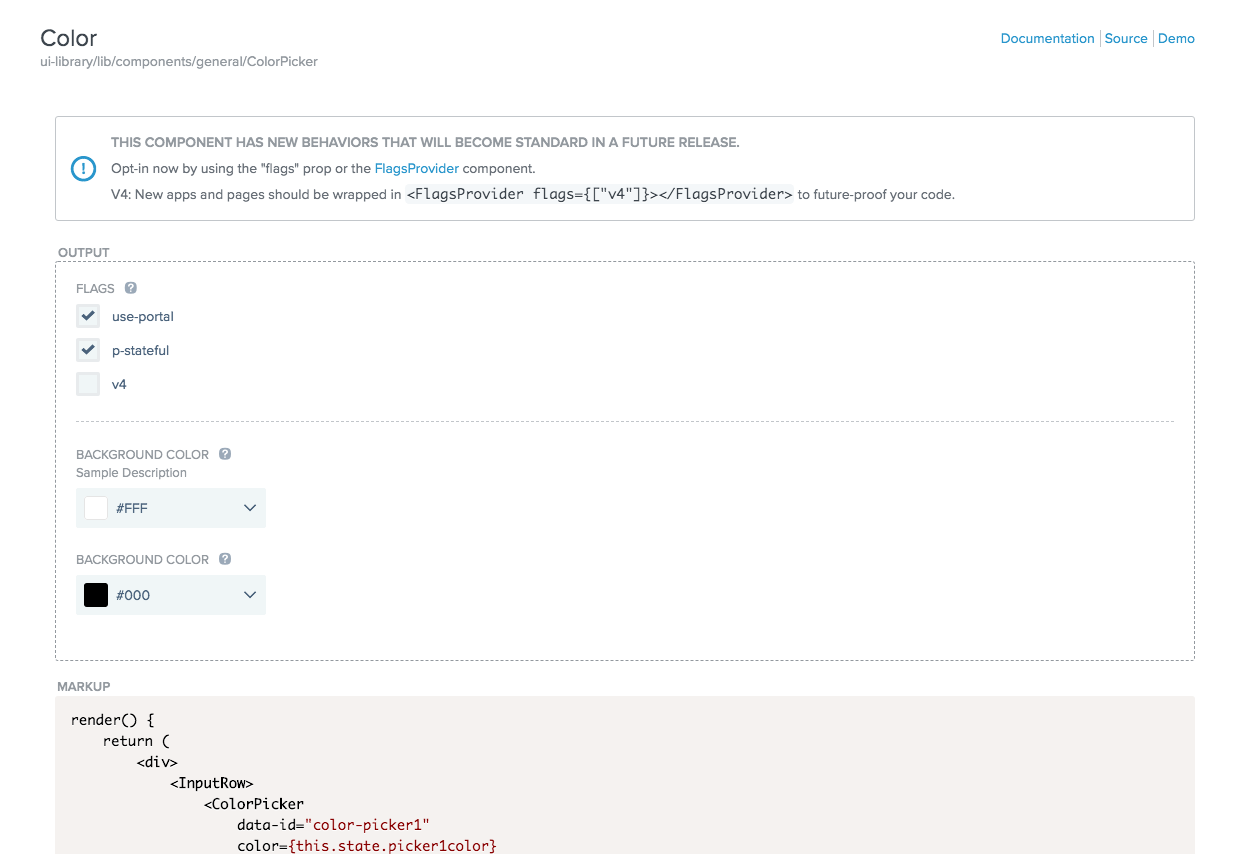 Color
Documentation Source Demo
ui-library/lib/components/general/ColorPicker
THIS COMPONENT HAS NEW BEHAVIORS THAT WILL BECOME STANDARD IN A FUTURE RELEASE.
Opt-in now by using the "flags" prop or the FlagsProvider component.
V4: New apps and pages should be wrapped in <FlagsProvider flags={["v4"]}></FlagsProvider> to future-proof your code.
OUTPUT
FLAGS ?
use-portal
p-stateful
v4
BACKGROUND COLOR ?
Sample Description
#FFF
BACKGROUND COLOR ?
#000
MARKUP
render() {
return (
<div>
<InputRow>
<ColorPicker
data-id="color-picker1"
color={this.state.picker1color}